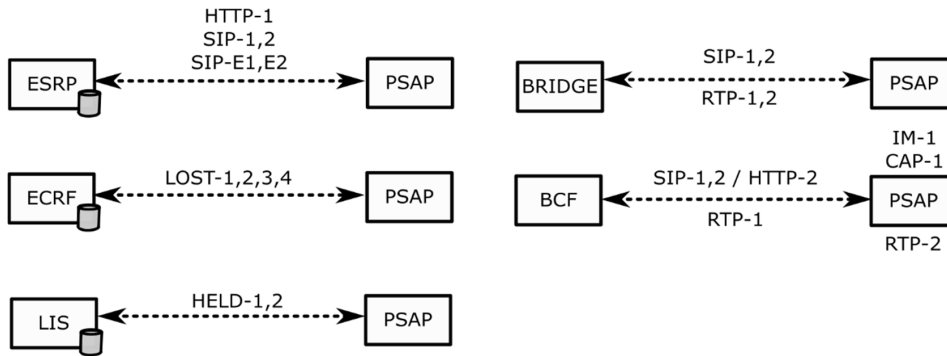 HTTP-1
SIP-1,2
SIP-E1,E2
ESRP
PSAP
SIP-1,2
BRIDGE
RTP-1,2
PSAP
LOST-1,2,3,4
ECRF
PSAP
IM-1
CAP-1
SIP-1,2 / HTTP-2
BCF
RTP-1
PSAP
RTP-2
HELD-1,2
LIS
PSAP